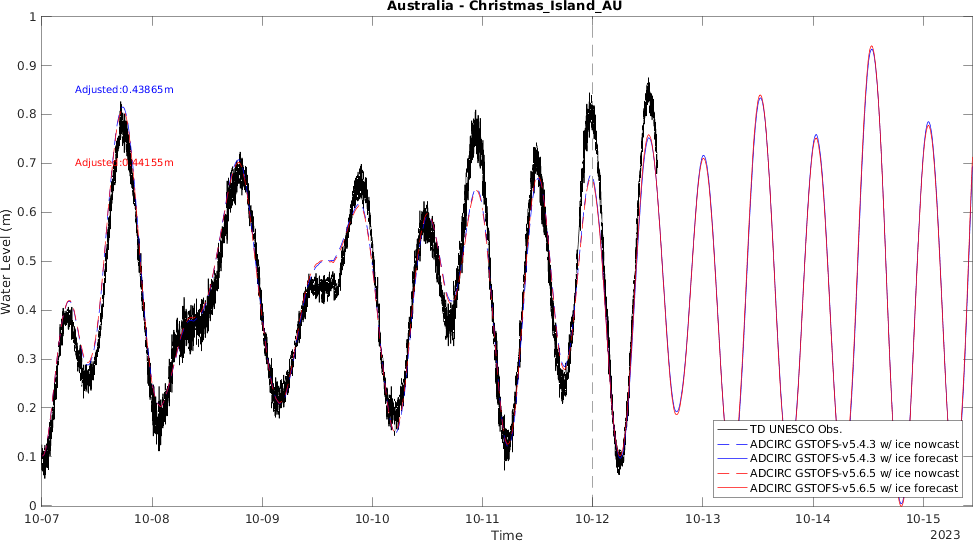 Australia - Christmas_Island_AU
1
0.9
0.8
0.7
0.6
0.5
0.4
0.3
0.2
0.1
0
Water Level (m)
Adjusted:0.43865m
Adjusted:0.44155m
TD UNESCO Obs.
ADCIRC GSTOFS-v5.4.3 w/ ice nowcast
ADCIRC GSTOFS-v5.4.3 w/ ice forecast
ADCIRC GSTOFS-v5.6.5 w/ ice nowcast
ADCIRC GSTOFS-v5.6.5 w/ ice forecast
10-07 10-08 10-09 10-10 10-11 10-12 10-13 10-14 10-15
Time
2023